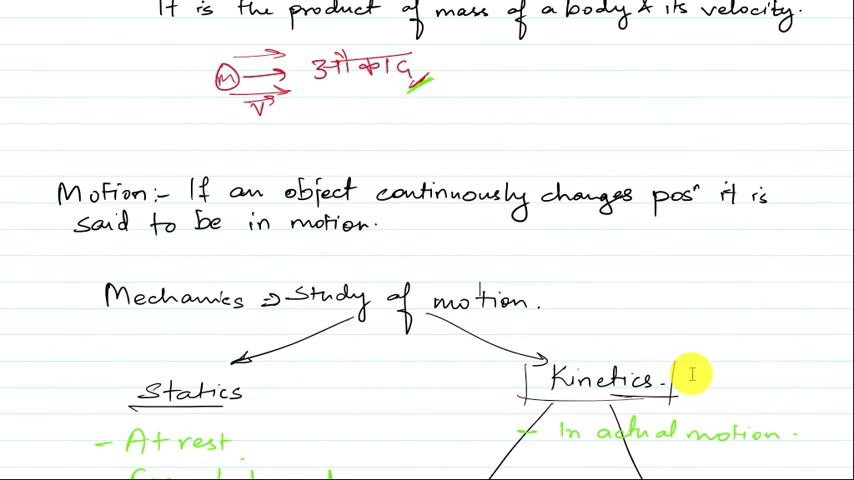 It is the product of mass of a body & its velocity.
m
v
Motion:- If an object continuously changes posⁿ it is
said to be in motion.
Mechanics ⇒ Study of motion.
Statics
Kinetics.
- At rest.
- In actual motion.